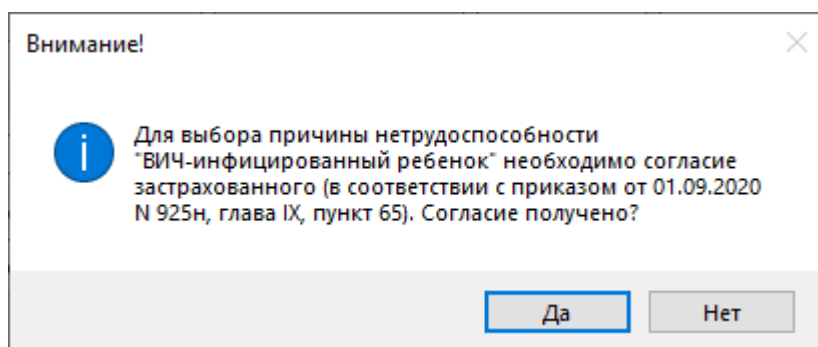 Внимание!
Для выбора причины нетрудоспособности
"ВИЧ-инфицированный ребенок" необходимо согласие
застрахованного (в соответствии с приказом от 01.09.2020
N 925н, глава IX, пункт 65). Согласие получено?
Да
Нет